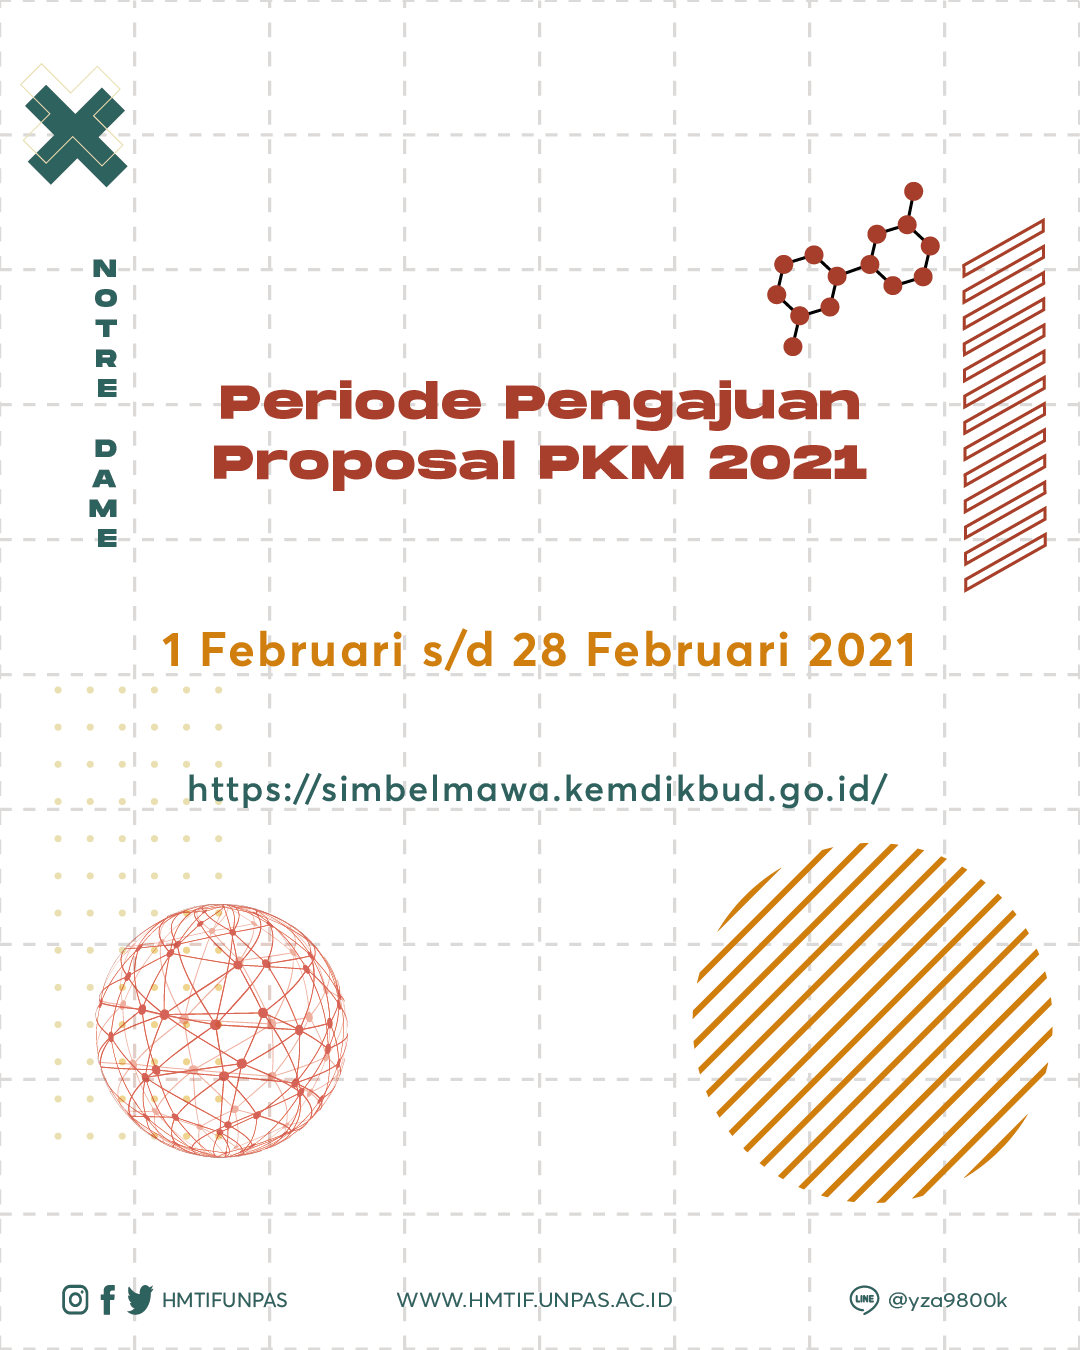 NOTRE DAME
Periode Pengajuan
Proposal PKM 2021
1 Februari s/d 28 Februari 2021
https://simbelmawa.kemdikbud.go.id/
HMTIFUNPAS
WWW.HMTIF.UNPAS.AC.ID
LINE
@yza9800k